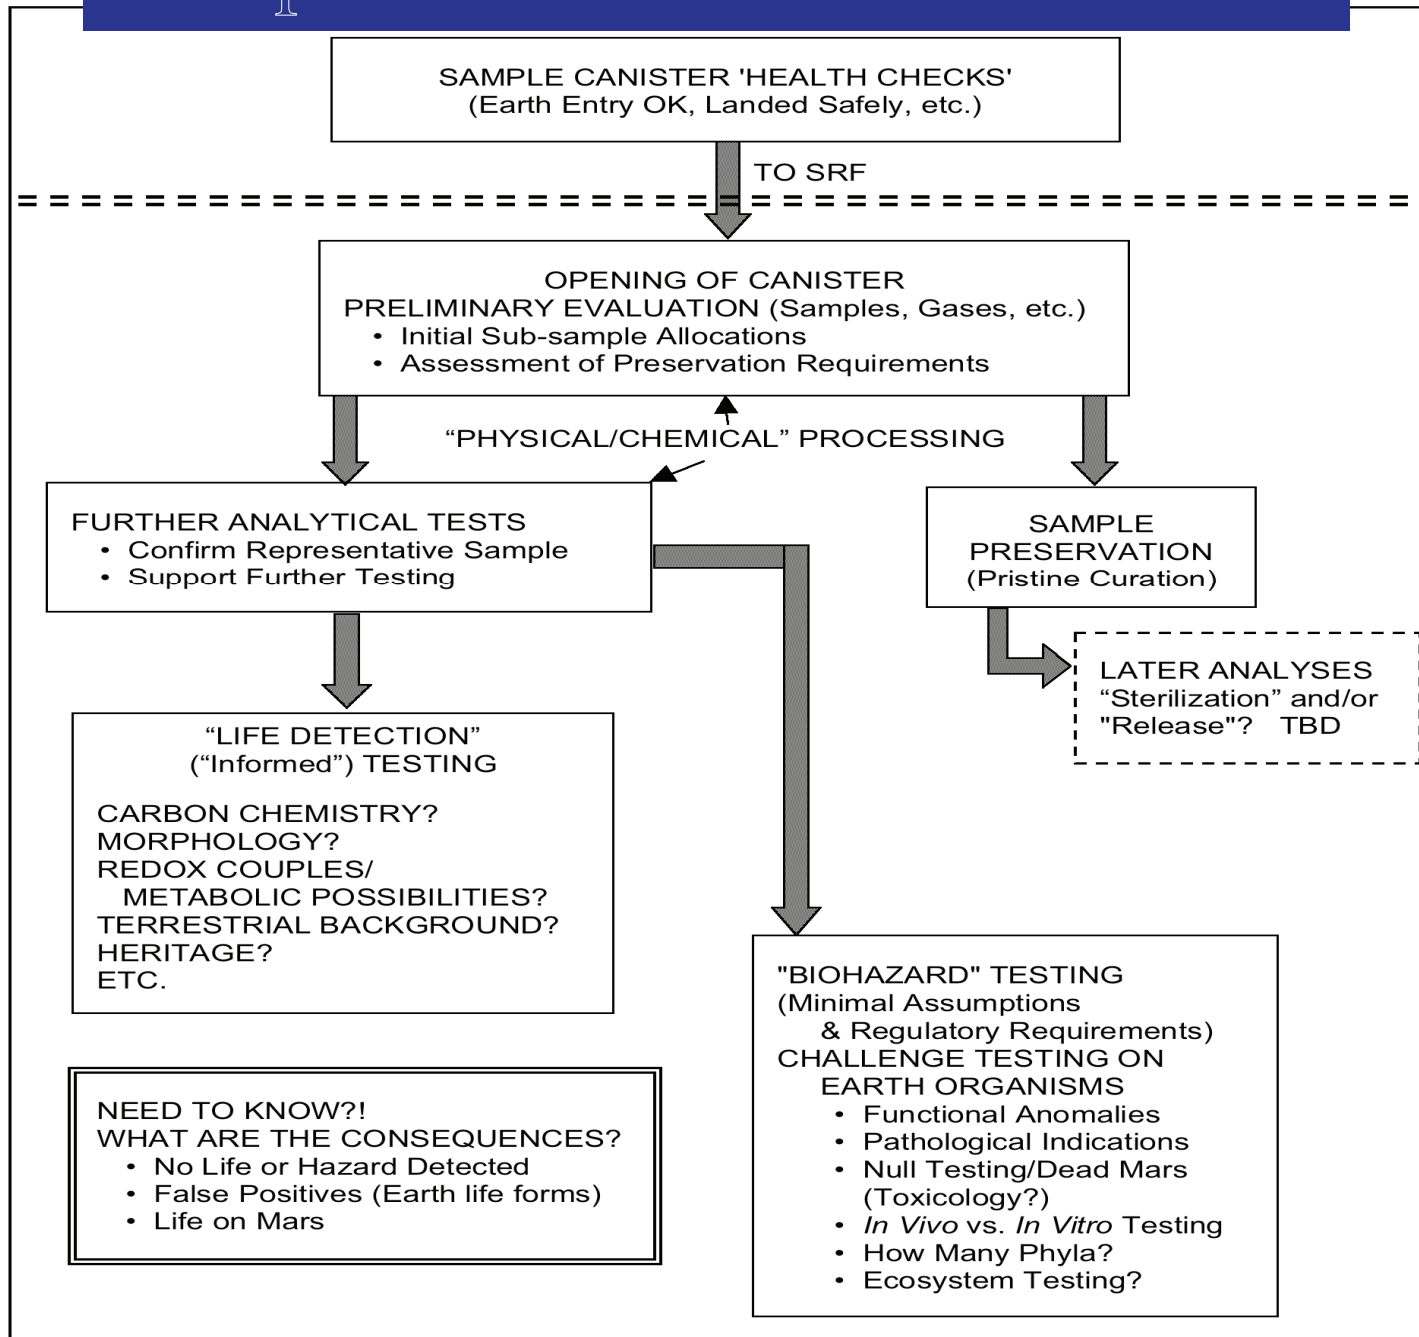 SAMPLE CANISTER 'HEALTH CHECKS'
(Earth Entry OK, Landed Safely, etc.)
TO SRF
OPENING OF CANISTER
PRELIMINARY EVALUATION (Samples, Gases, etc.)
• Initial Sub-sample Allocations
• Assessment of Preservation Requirements
“PHYSICAL/CHEMICAL” PROCESSING
FURTHER ANALYTICAL TESTS
• Confirm Representative Sample
• Support Further Testing
SAMPLE
PRESERVATION
(Pristine Curation)
LATER ANALYSES
“Sterilization” and/or
"Release"? TBD
“LIFE DETECTION”
(“Informed”) TESTING
CARBON CHEMISTRY?
MORPHOLOGY?
REDOX COUPLES/
METABOLIC POSSIBILITIES?
TERRESTRIAL BACKGROUND?
HERITAGE?
ETC.
"BIOHAZARD" TESTING
(Minimal Assumptions
& Regulatory Requirements)
CHALLENGE TESTING ON
EARTH ORGANISMS
• Functional Anomalies
• Pathological Indications
• Null Testing/Dead Mars
(Toxicology?)
• In Vivo vs. In Vitro Testing
• How Many Phyla?
• Ecosystem Testing?
NEED TO KNOW?!
WHAT ARE THE CONSEQUENCES?
• No Life or Hazard Detected
• False Positives (Earth life forms)
• Life on Mars